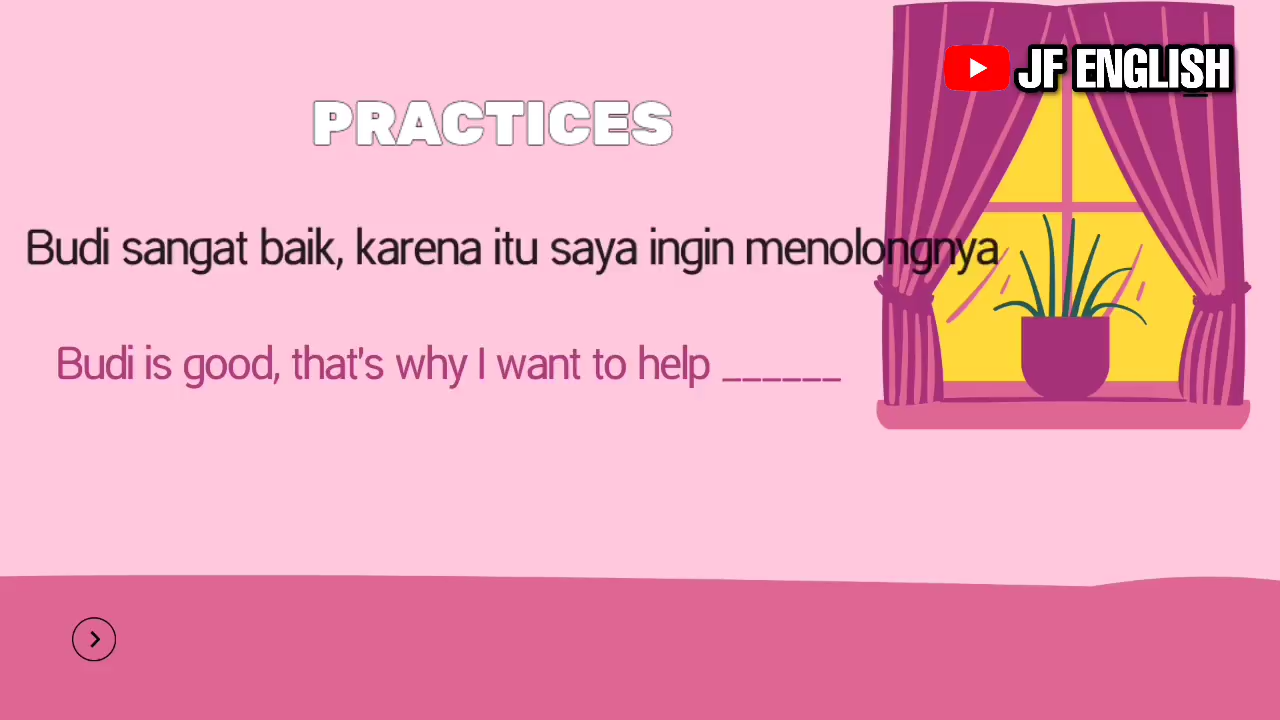 JF ENGLISH
PRACTICES
Budi sangat baik, karena itu saya ingin menolongnya
Budi is good, that's why I want to help ______